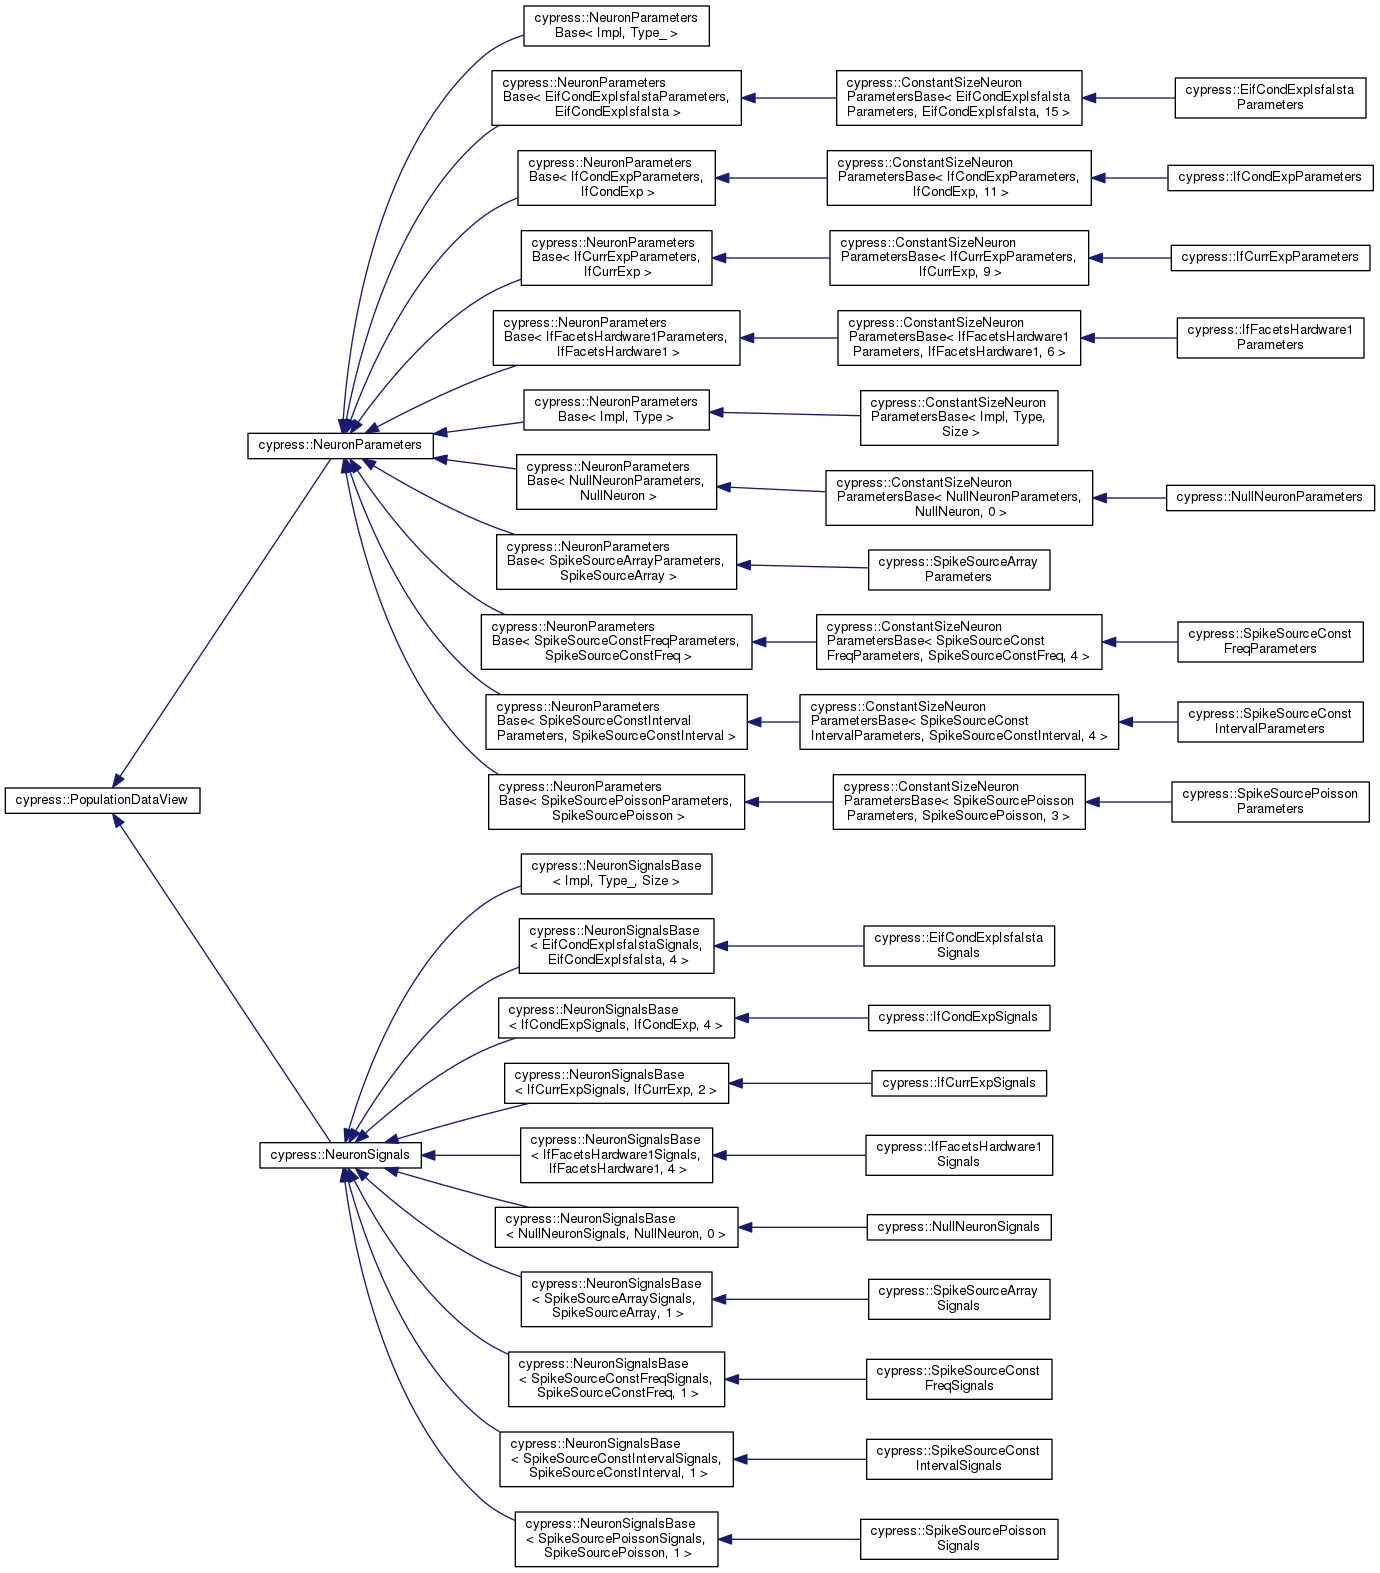 cypress::NeuronParameters
Base< Impl, Type_ >
cypress::NeuronParameters
Base< EifCondExpIsfaIstaParameters,
EifCondExpIsfaIsta >
cypress::ConstantSizeNeuron
ParametersBase< EifCondExpIsfaIsta
Parameters, EifCondExpIsfaIsta, 15 >
cypress::EifCondExpIsfaIsta
Parameters
cypress::NeuronParameters
Base< IfCondExpParameters,
IfCondExp >
cypress::ConstantSizeNeuron
ParametersBase< IfCondExpParameters,
IfCondExp, 11 >
cypress::IfCondExpParameters
cypress::NeuronParameters
Base< IfCurrExpParameters,
IfCurrExp >
cypress::ConstantSizeNeuron
ParametersBase< IfCurrExpParameters,
IfCurrExp, 9 >
cypress::IfCurrExpParameters
cypress::NeuronParameters
Base< IfFacetsHardware1Parameters,
IfFacetsHardware1 >
cypress::ConstantSizeNeuron
ParametersBase< IfFacetsHardware1
Parameters, IfFacetsHardware1, 6 >
cypress::IfFacetsHardware1
Parameters
cypress::NeuronParameters
Base< Impl, Type >
cypress::ConstantSizeNeuron
ParametersBase< Impl, Type,
Size >
cypress::NeuronParameters
cypress::NeuronParameters
Base< NullNeuronParameters,
NullNeuron >
cypress::ConstantSizeNeuron
ParametersBase< NullNeuronParameters,
NullNeuron, 0 >
cypress::NullNeuronParameters
cypress::NeuronParameters
Base< SpikeSourceArrayParameters,
SpikeSourceArray >
cypress::SpikeSourceArray
Parameters
cypress::NeuronParameters
Base< SpikeSourceConstFreqParameters,
SpikeSourceConstFreq >
cypress::ConstantSizeNeuron
ParametersBase< SpikeSourceConst
FreqParameters, SpikeSourceConstFreq, 4 >
cypress::SpikeSourceConst
FreqParameters
cypress::NeuronParameters
Base< SpikeSourceConstInterval
Parameters, SpikeSourceConstInterval >
cypress::ConstantSizeNeuron
ParametersBase< SpikeSourceConst
IntervalParameters, SpikeSourceConstInterval, 4 >
cypress::SpikeSourceConst
IntervalParameters
cypress::PopulationDataView
cypress::NeuronParameters
Base< SpikeSourcePoissonParameters,
SpikeSourcePoisson >
cypress::ConstantSizeNeuron
ParametersBase< SpikeSourcePoisson
Parameters, SpikeSourcePoisson, 3 >
cypress::SpikeSourcePoisson
Parameters
cypress::NeuronSignalsBase
< Impl, Type_, Size >
cypress::NeuronSignalsBase
< EifCondExpIsfaIstaSignals,
EifCondExpIsfaIsta, 4 >
cypress::EifCondExpIsfaIsta
Signals
cypress::NeuronSignalsBase
< IfCondExpSignals, IfCondExp, 4 >
cypress::IfCondExpSignals
cypress::NeuronSignalsBase
< IfCurrExpSignals, IfCurrExp, 2 >
cypress::IfCurrExpSignals
cypress::NeuronSignals
cypress::NeuronSignalsBase
< IfFacetsHardware1Signals,
IfFacetsHardware1, 4 >
cypress::IfFacetsHardware1
Signals
cypress::NeuronSignalsBase
< NullNeuronSignals, NullNeuron, 0 >
cypress::NullNeuronSignals
cypress::NeuronSignalsBase
< SpikeSourceArraySignals,
SpikeSourceArray, 1 >
cypress::SpikeSourceArray
Signals
cypress::NeuronSignalsBase
< SpikeSourceConstFreqSignals,
SpikeSourceConstFreq, 1 >
cypress::SpikeSourceConst
FreqSignals
cypress::NeuronSignalsBase
< SpikeSourceConstIntervalSignals,
SpikeSourceConstInterval, 1 >
cypress::SpikeSourceConst
IntervalSignals
cypress::NeuronSignalsBase
< SpikeSourcePoissonSignals,
SpikeSourcePoisson, 1 >
cypress::SpikeSourcePoisson
Signals